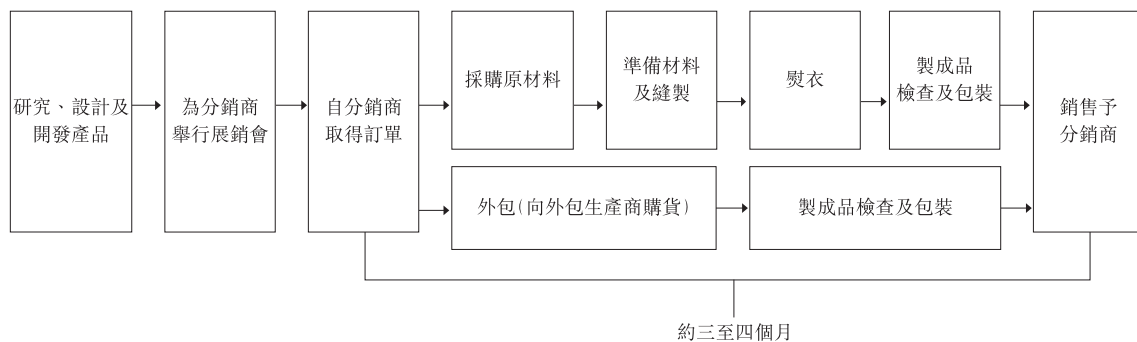 研究、設計及
開發產品
為分銷商
舉行展銷會
自分銷商
取得訂單
採購原材料
準備材料
及縫製
熨衣
製成品
檢查及包裝
銷售予
分銷商
外包(向外包生產商購貨)
製成品檢查及包裝
約三至四個月